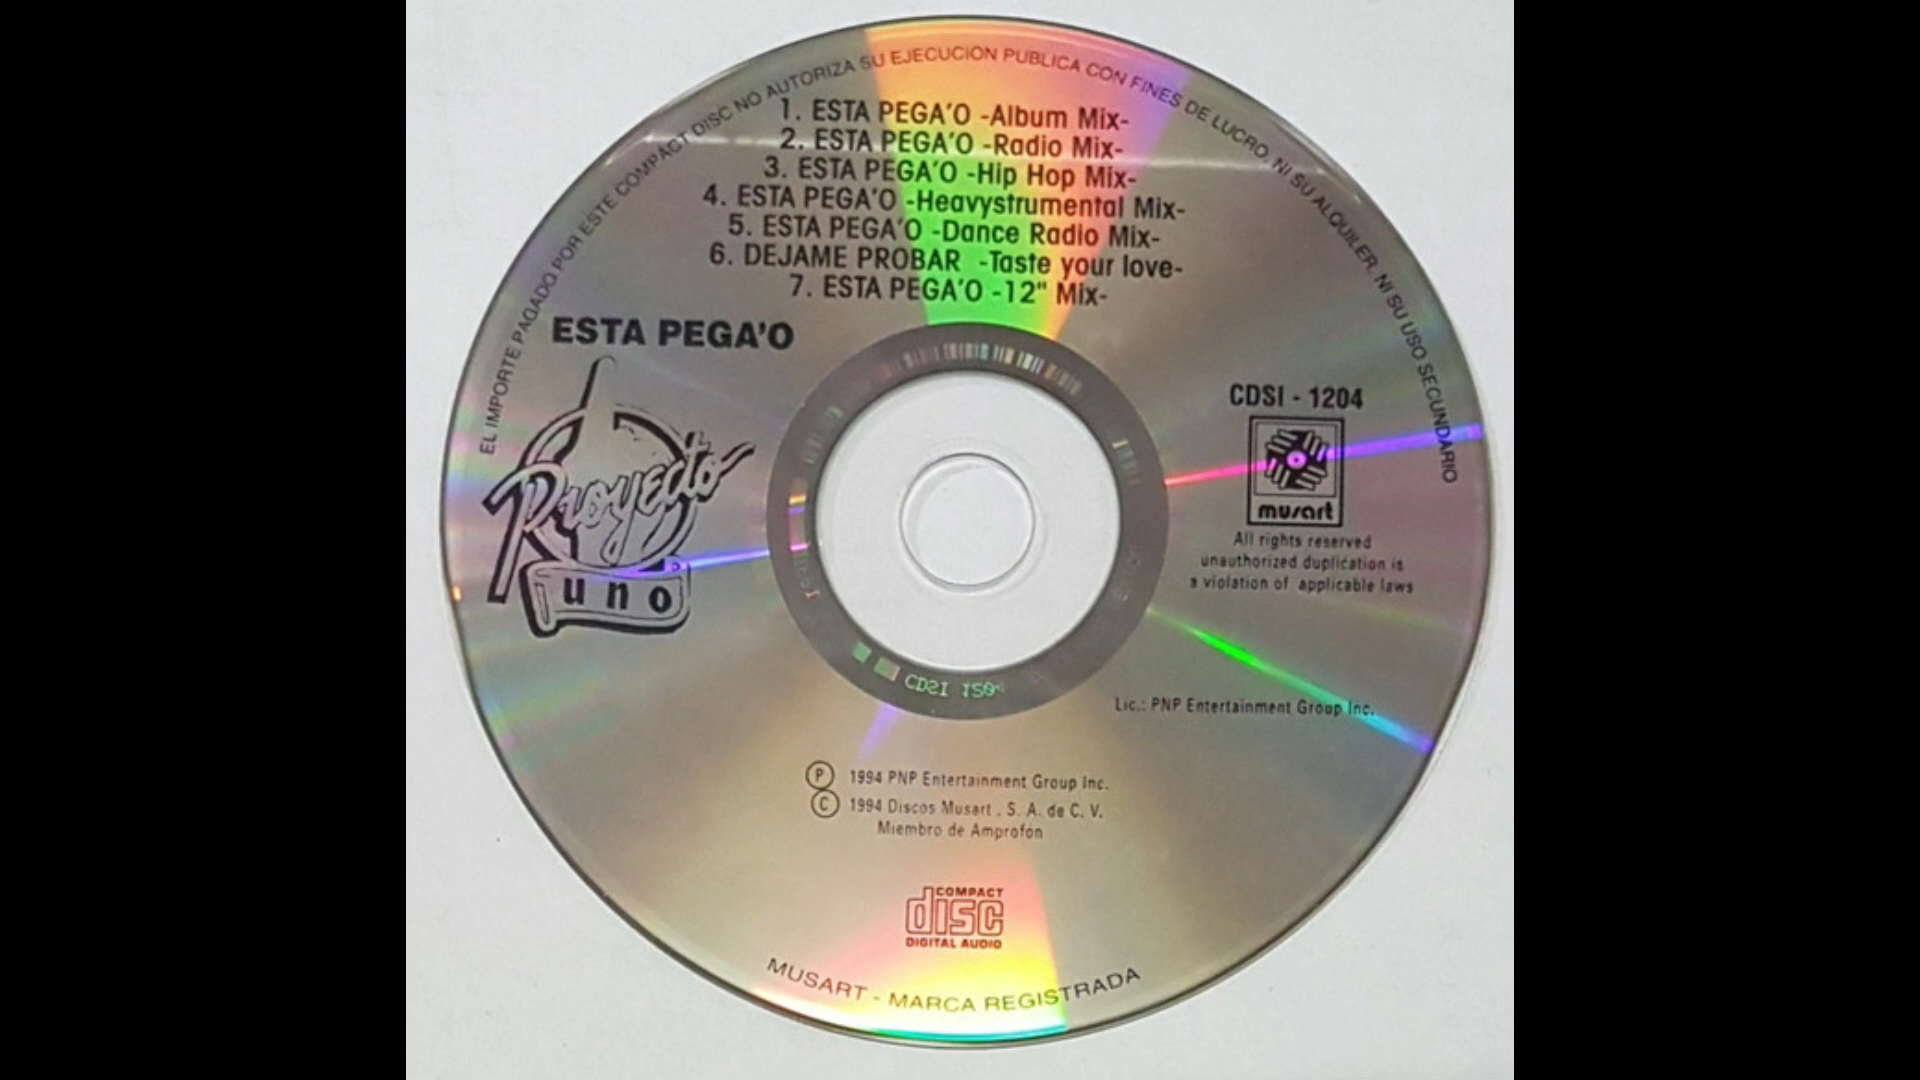 EL IMPORTE PAGADO POR ESTE COMPACT DISC NO AUTORIZA SU EJECUCION PUBLICA CON FINES DE LUCRO, NI SU ALQUILER, NI SU USO SECUNDARIO
1. ESTA PEGA'O -Album Mix-
2. ESTA PEGA'O -Radio Mix-
3. ESTA PEGA'O -Hip Hop Mix-
4. ESTA PEGA'O -Heavystrumental Mix-
5. ESTA PEGA'O -Dance Radio Mix-
6. DEJAME PROBAR -Taste your love-
7. ESTA PEGA'O -12" Mix-
ESTA PEGA'O
Proyecto
uno
CDSI - 1204
musart
All rights reserved
unauthorized duplication is
a violation of applicable laws
Lic.: PNP Entertainment Group Inc.
Ⓟ 1994 PNP Entertainment Group Inc.
Ⓒ 1994 Discos Musart . S. A. de C. V.
Miembro de Amprofón
COMPACT
disc
DIGITAL AUDIO
MUSART - MARCA REGISTRADA